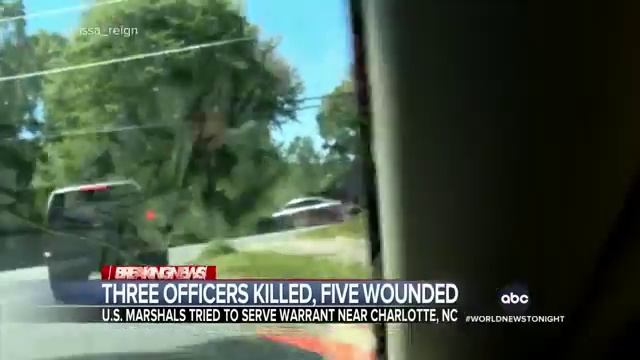 issa_reign
BREAKING NEWS
THREE OFFICERS KILLED, FIVE WOUNDED
abc
U.S. MARSHALS TRIED TO SERVE WARRANT NEAR CHARLOTTE, NC
#WORLDNEWSTONIGHT